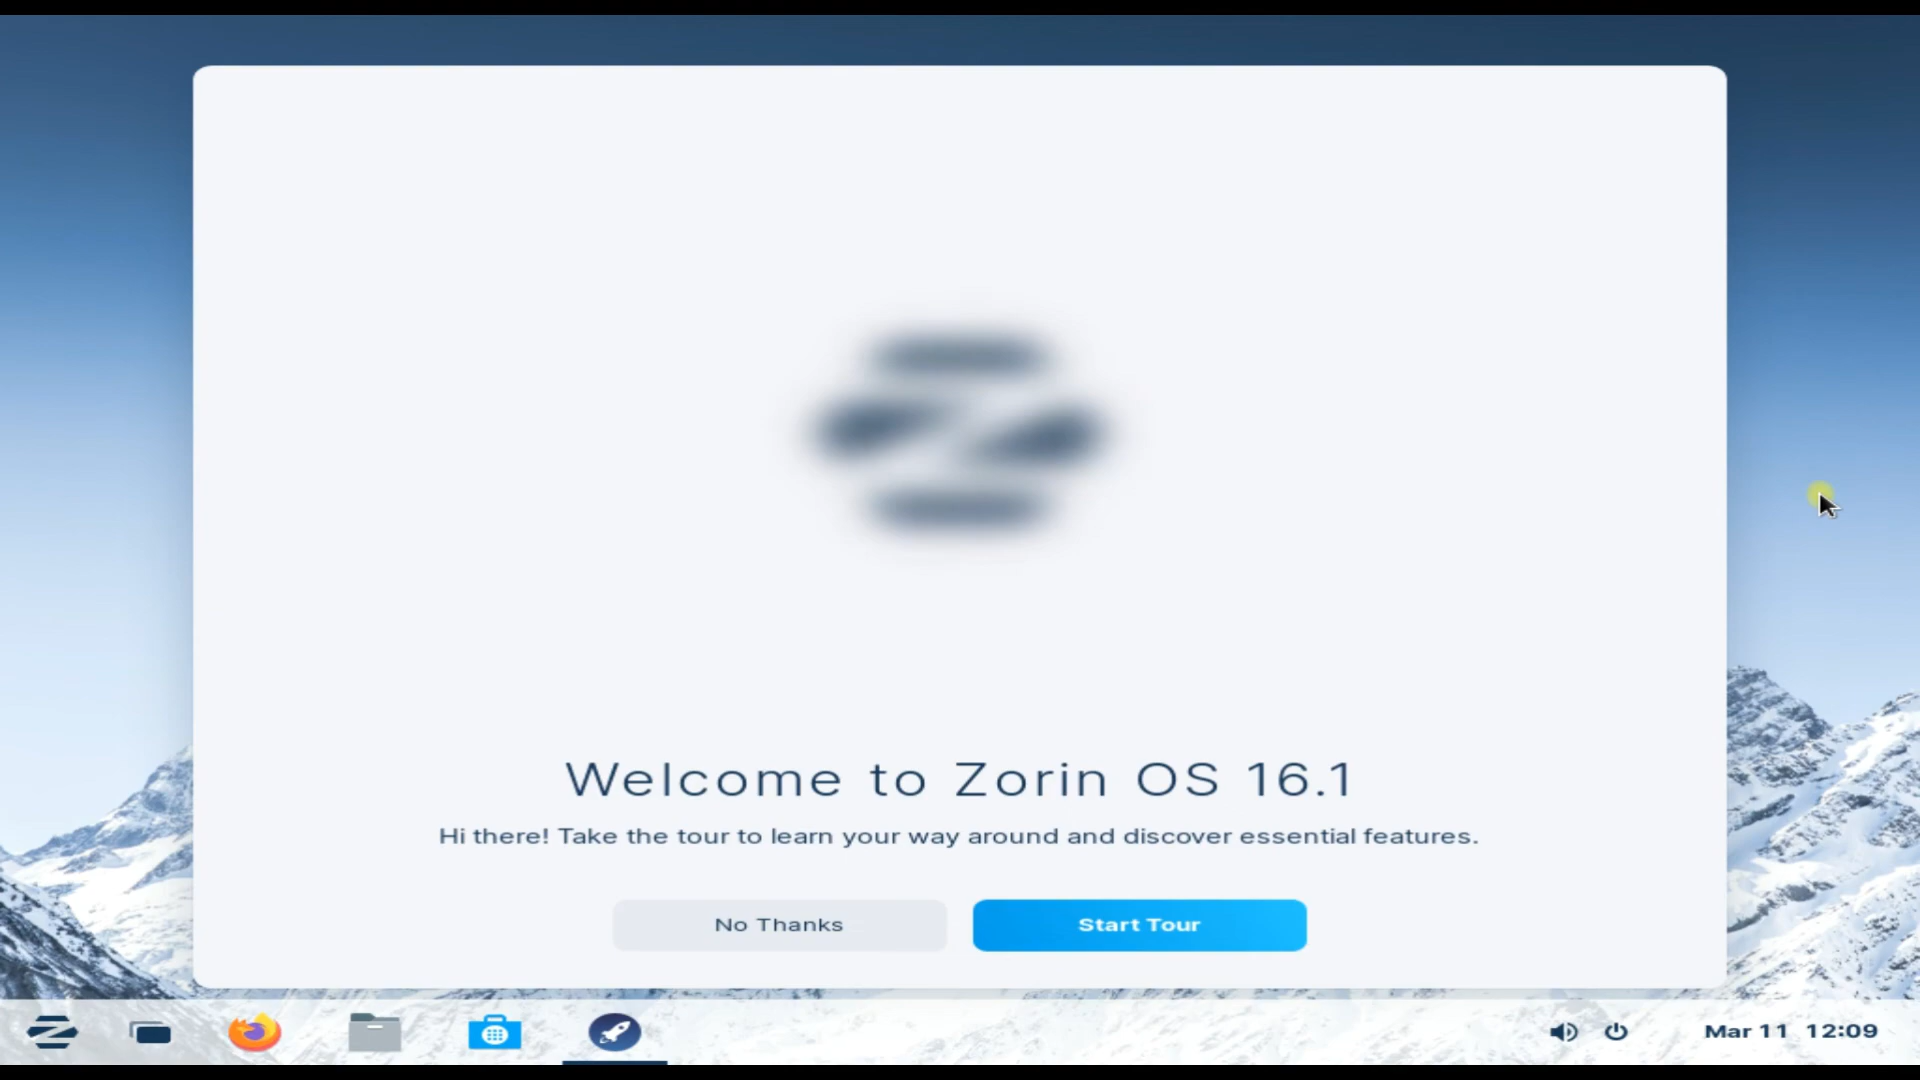 Welcome to Zorin OS 16.1
Hi there! Take the tour to learn your way around and discover essential features.
No Thanks
Start Tour
Mar 11 12:09